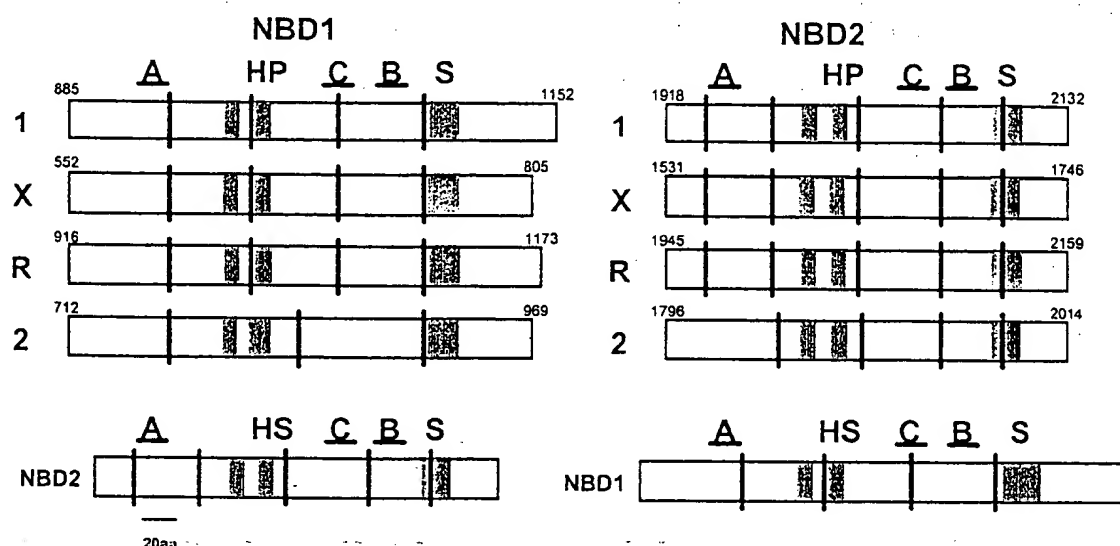 NBD1
A HP C B S
885 1152
1
552 805
X
916 1173
R
712 969
2
NBD2
A HP C B S
1918 2132
1
1531 1746
X
1945 2159
R
1796 2014
2
A HS C B S
NBD2
20aa
A HS C B S
NBD1